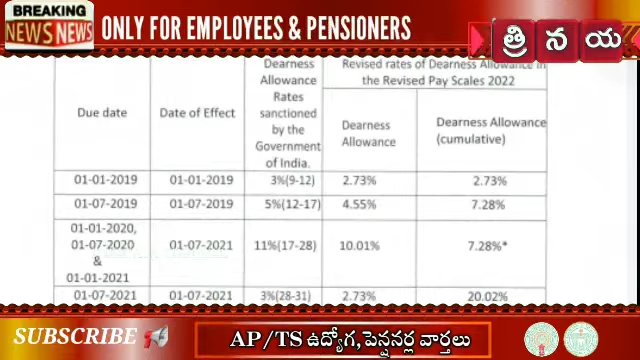 BREAKING
NEWS NEWS
ONLY FOR EMPLOYEES & PENSIONERS
త్రి న య
Due date
Date of Effect
Dearness
Allowance
Rates
sanctioned
by the
Government
of India.
Revised rates of Dearness Allowance in
the Revised Pay Scales 2022
Dearness
Allowance
Dearness Allowance
(cumulative)
01-01-2019 01-01-2019 3%(9-12) 2.73% 2.73%
01-07-2019 01-07-2019 5%(12-17) 4.55% 7.28%
01-01-2020,
01-07-2020
&
01-01-2021
01-07-2021 11%(17-28) 10.01% 7.28%*
01-07-2021 01-07-2021 3%(28-31) 2.73% 20.02%
SUBSCRIBE
AP/TS ఉద్యోగ,పెన్షనర్ల వార్తలు